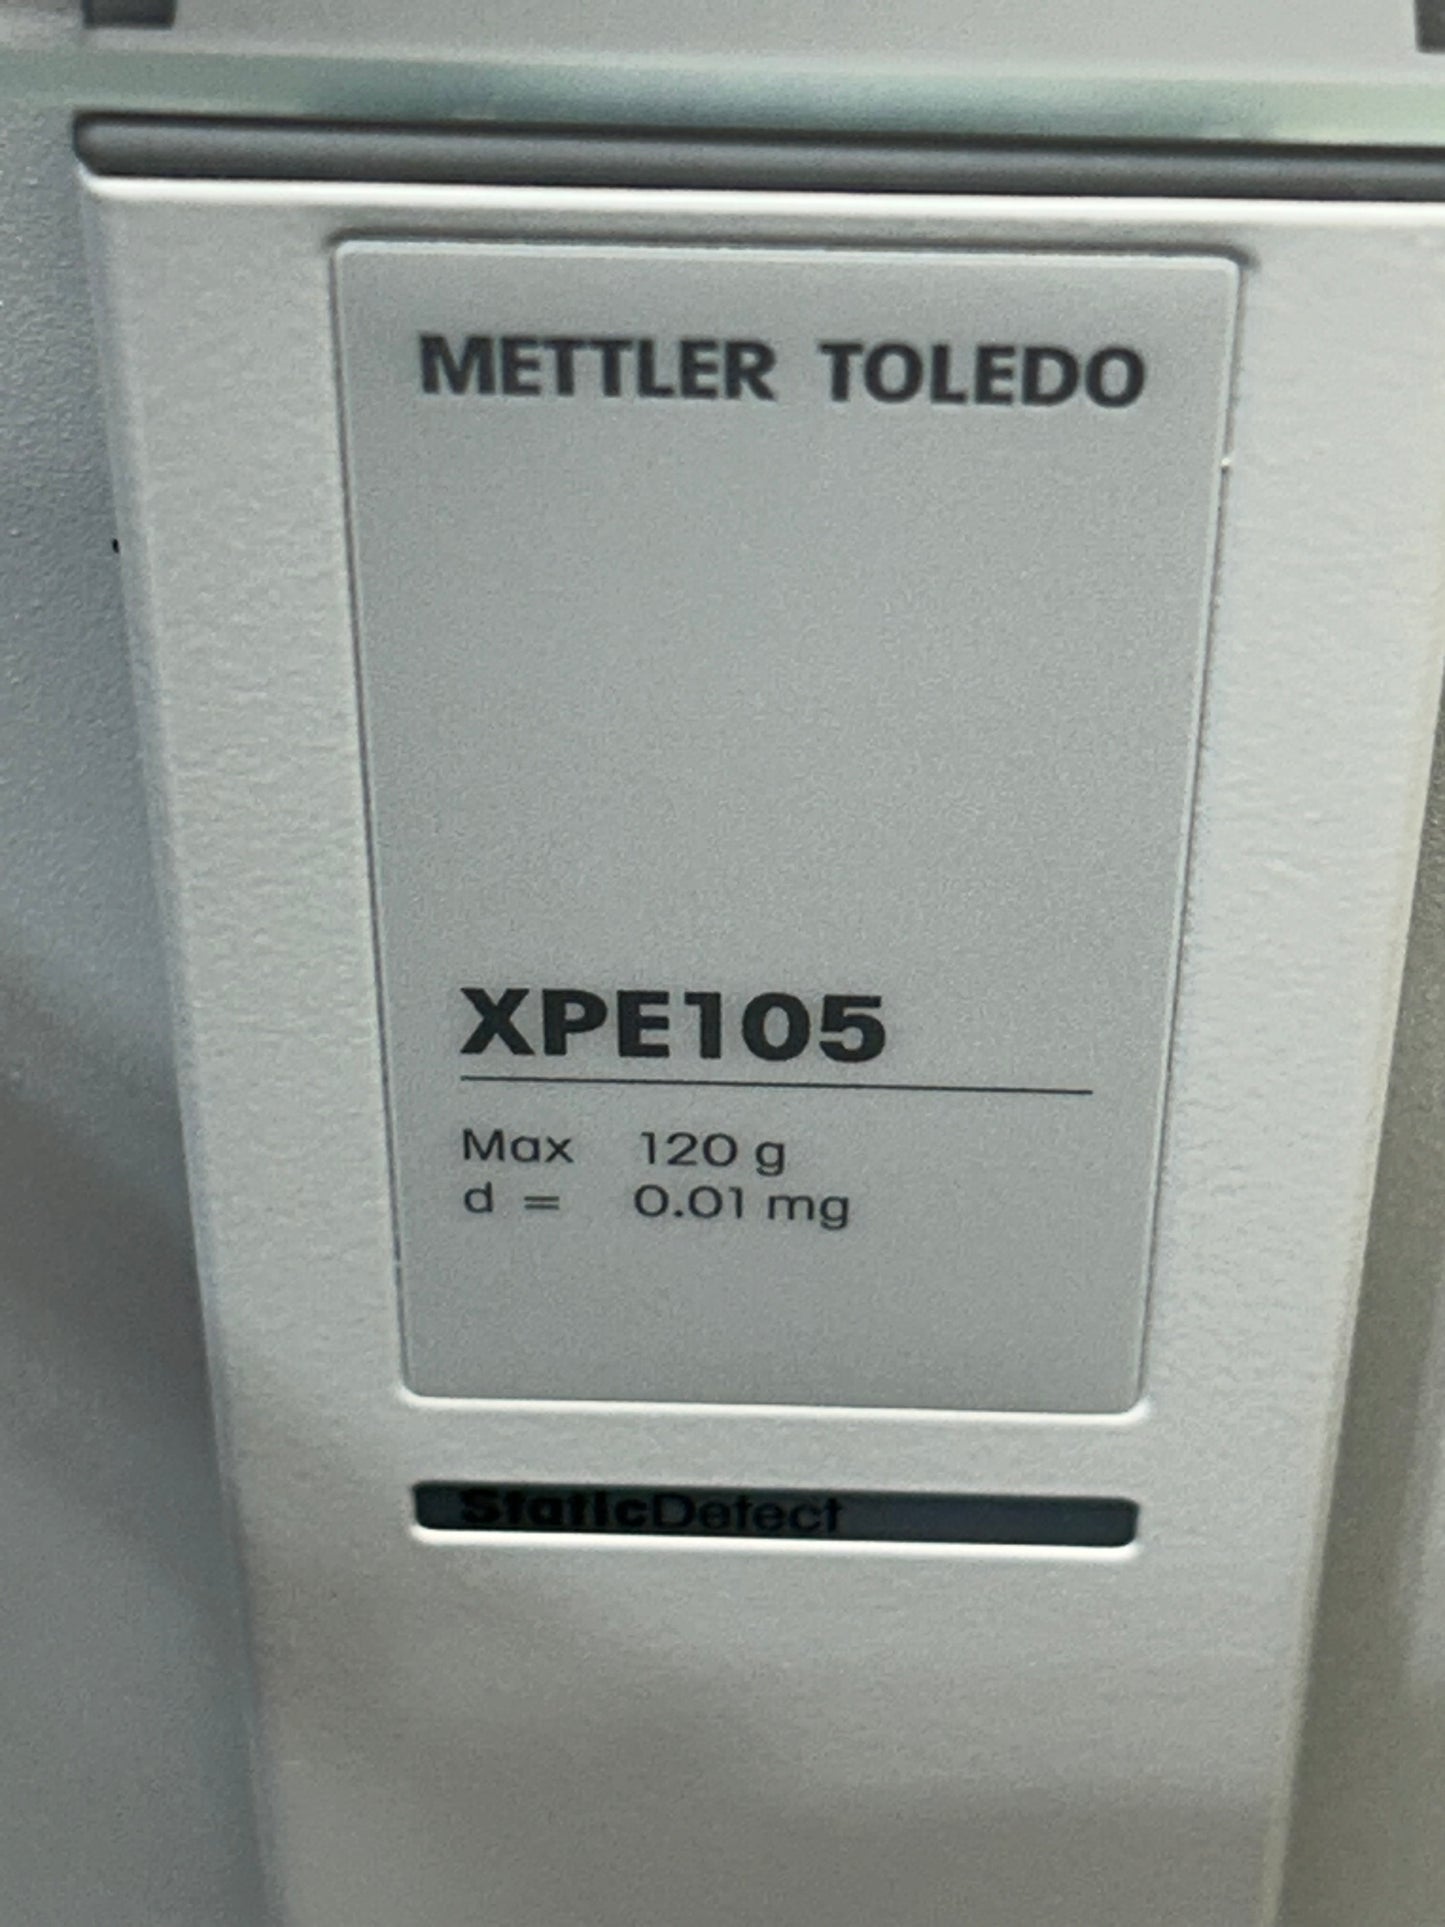 METTLER TOLEDO
XPE105
Max 120 g
d = 0.01 mg
StaticDetect